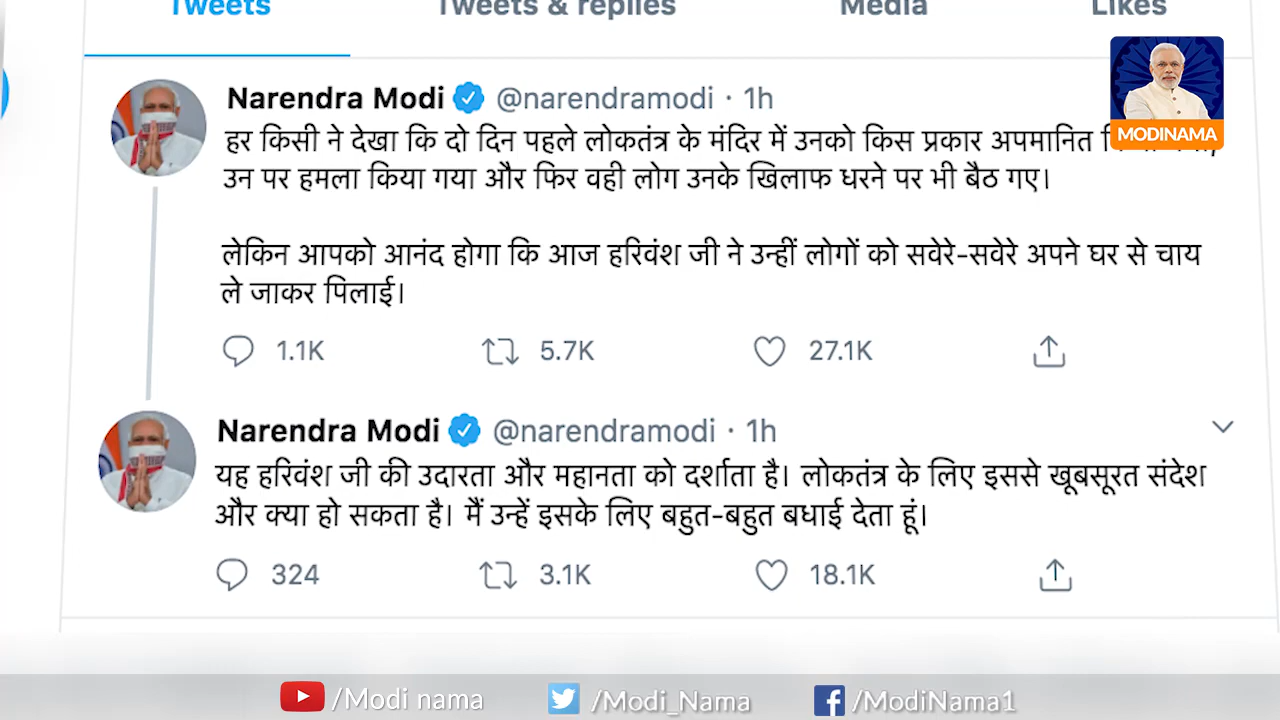 Tweets Tweets & replies Media Likes
Narendra Modi @narendramodi · 1h
हर किसी ने देखा कि दो दिन पहले लोकतंत्र के मंदिर में उनको किस प्रकार अपमानित
उन पर हमला किया गया और फिर वही लोग उनके खिलाफ धरने पर भी बैठ गए।
लेकिन आपको आनंद होगा कि आज हरिवंश जी ने उन्हीं लोगों को सवेरे-सवेरे अपने घर से चाय
ले जाकर पिलाई।
1.1K 5.7K 27.1K
Narendra Modi @narendramodi · 1h
यह हरिवंश जी की उदारता और महानता को दर्शाता है। लोकतंत्र के लिए इससे खूबसूरत संदेश
और क्या हो सकता है। मैं उन्हें इसके लिए बहुत-बहुत बधाई देता हूं।
324 3.1K 18.1K
MODINAMA
/Modi nama /Modi_Nama /ModiNama1